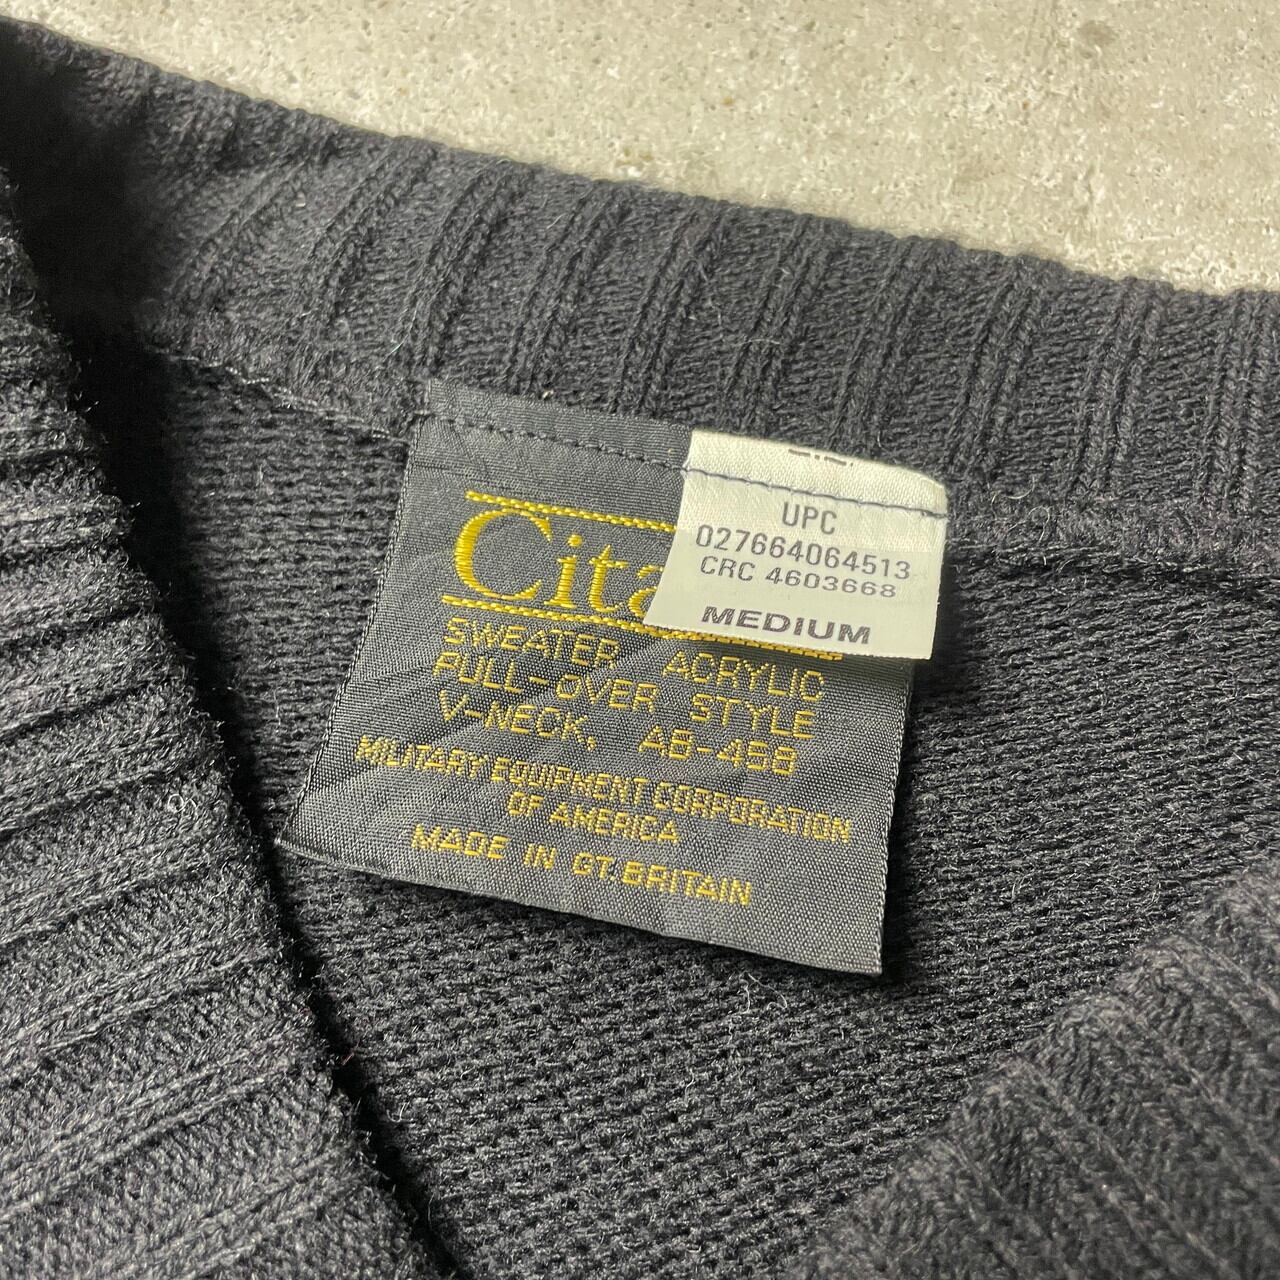 UPC
027664064513
CRC 4603668
MEDIUM
Cita
SWEATER ACRYLIC
PULL-OVER STYLE
V-NECK, AB-458
MILITARY EQUIPMENT CORPORATION
OF AMERICA
MADE IN GT. BRITAIN